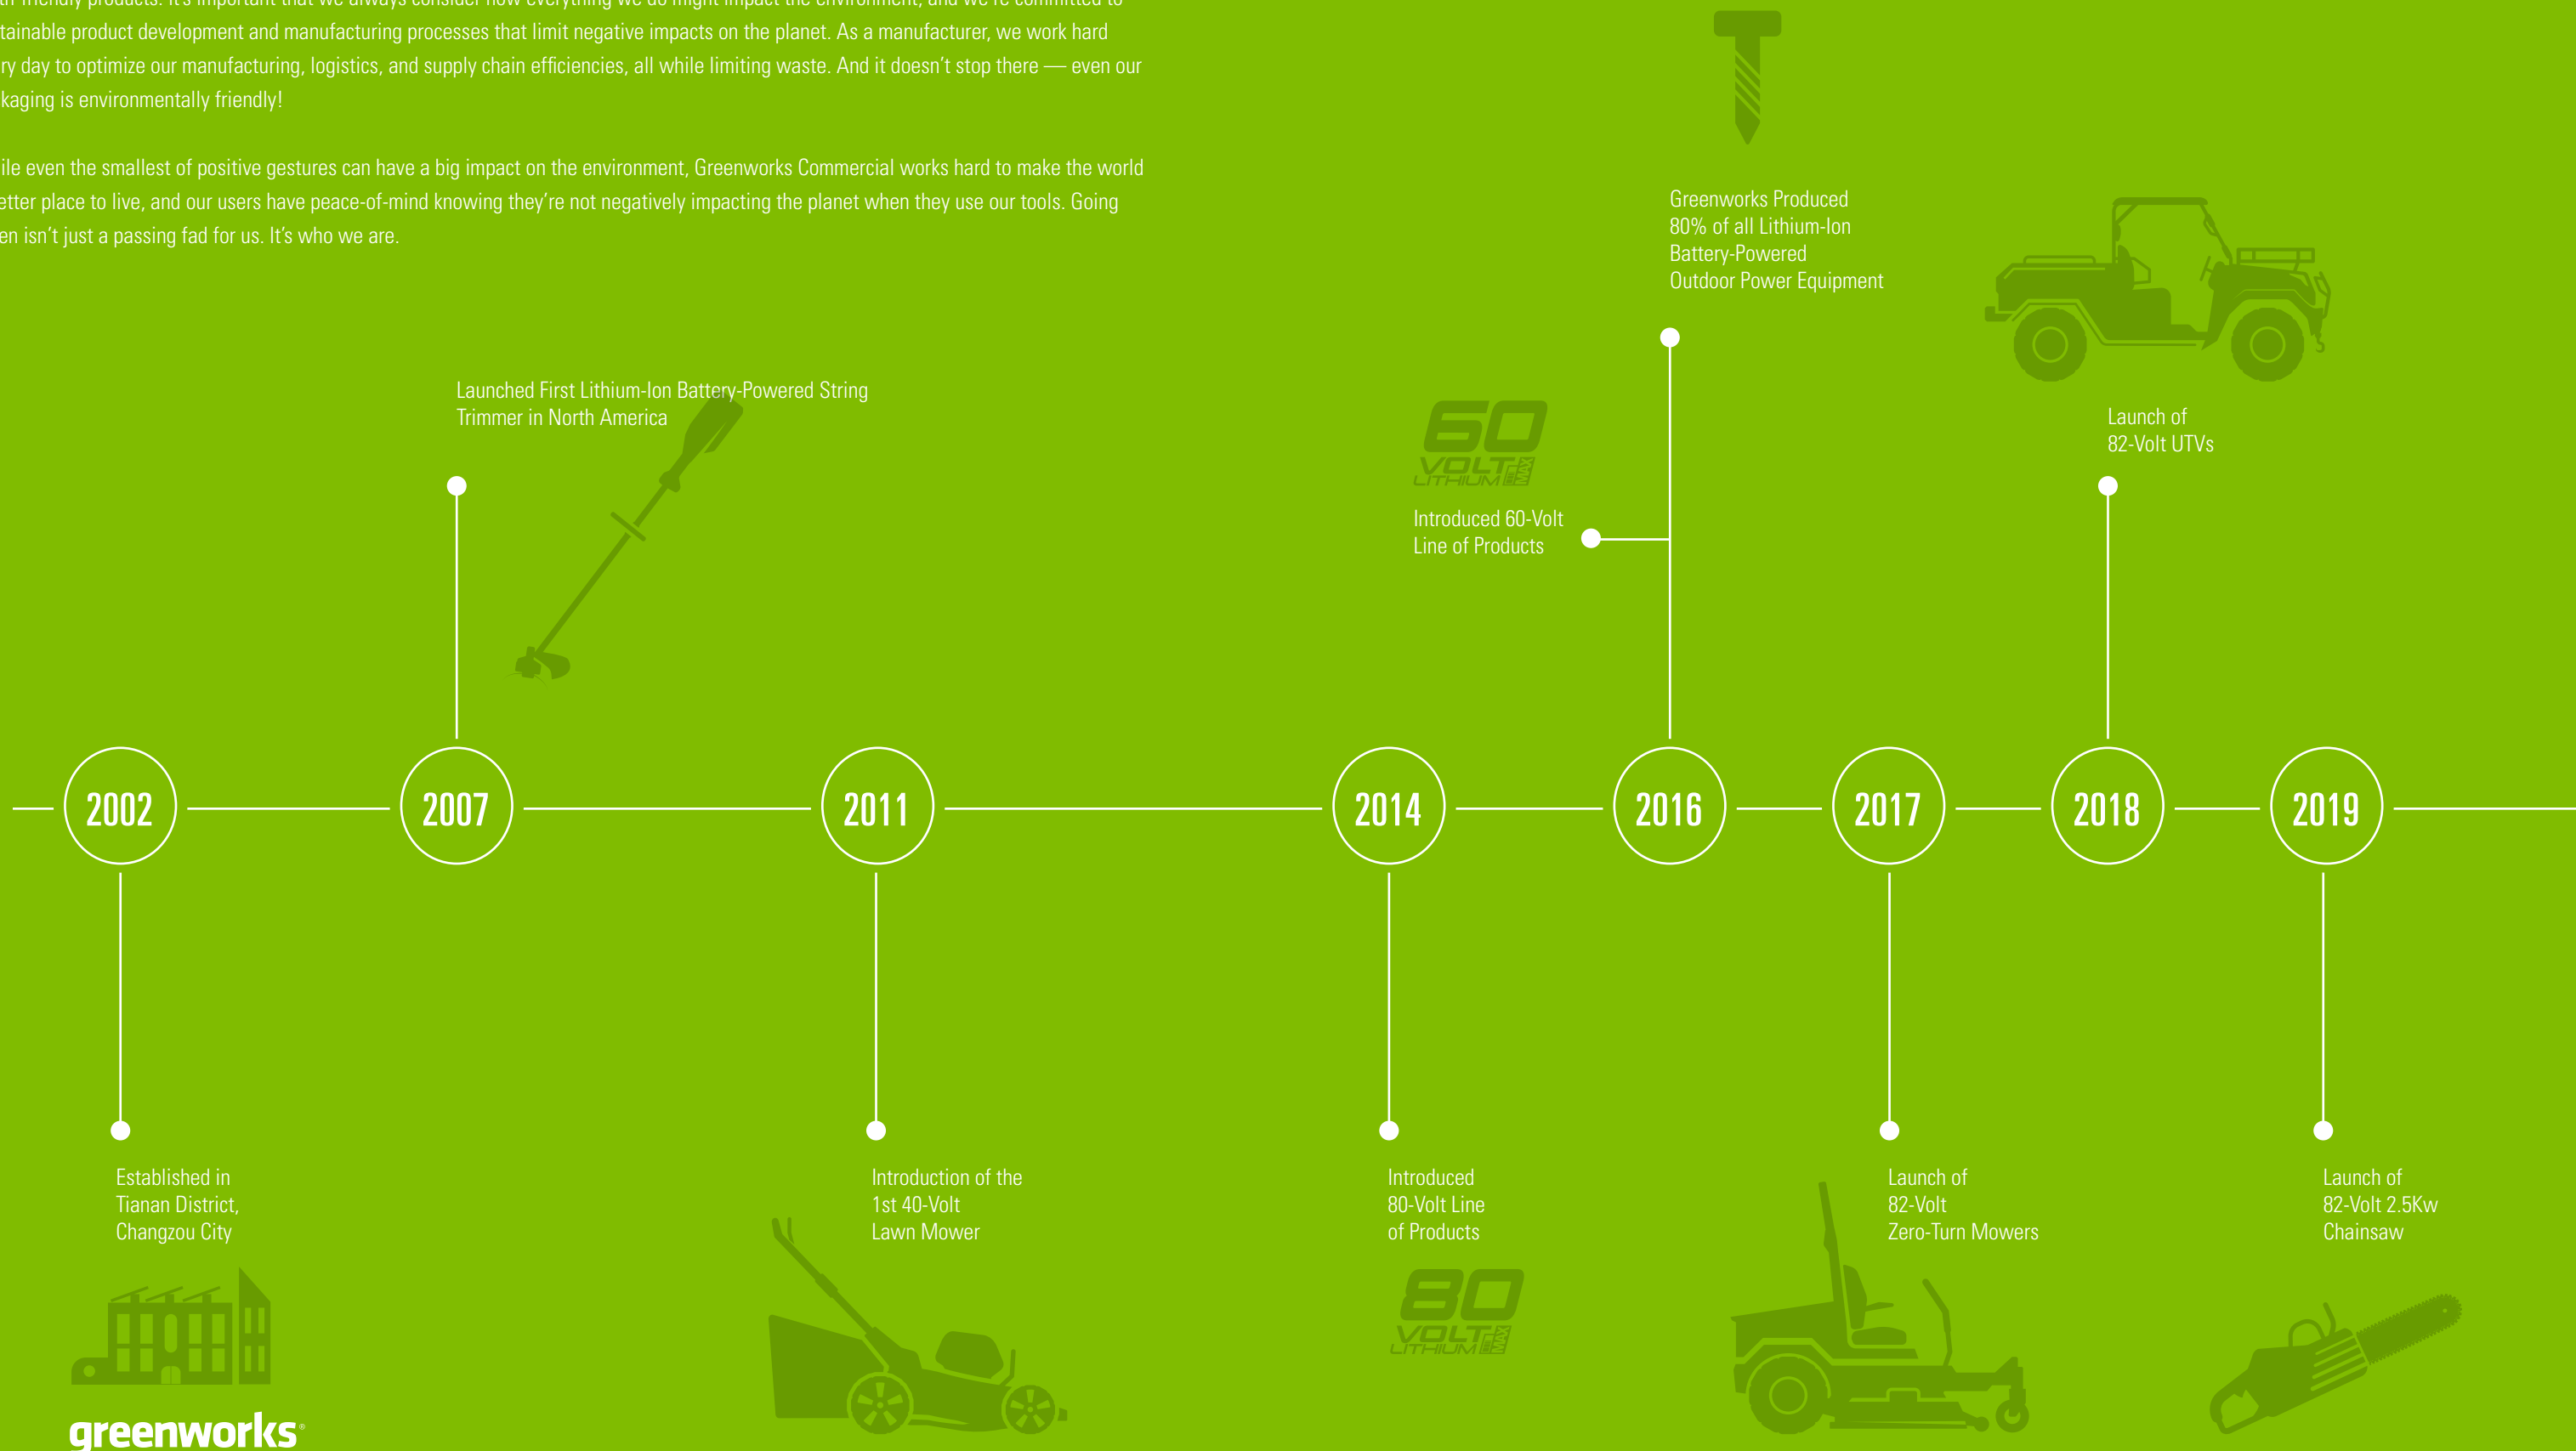 tainable product development and manufacturing processes that limit negative impacts on the planet. As a manufacturer, we work hard
ry day to optimize our manufacturing, logistics, and supply chain efficiencies, all while limiting waste. And it doesn’t stop there — even our
kaging is environmentally friendly!
ile even the smallest of positive gestures can have a big impact on the environment, Greenworks Commercial works hard to make the world
etter place to live, and our users have peace-of-mind knowing they’re not negatively impacting the planet when they use our tools. Going
en isn’t just a passing fad for us. It’s who we are.
Greenworks Produced
80% of all Lithium-Ion
Battery-Powered
Outdoor Power Equipment
Launched First Lithium-Ion Battery-Powered String
Trimmer in North America
60
VOLT
LITHIUM MAX
Introduced 60-Volt
Line of Products
Launch of
82-Volt UTVs
2002
2007
2011
2014
2016
2017
2018
2019
Established in
Tianan District,
Changzou City
Introduction of the
1st 40-Volt
Lawn Mower
Introduced
80-Volt Line
of Products
80
VOLT
LITHIUM MAX
Launch of
82-Volt
Zero-Turn Mowers
Launch of
82-Volt 2.5Kw
Chainsaw
greenworks®